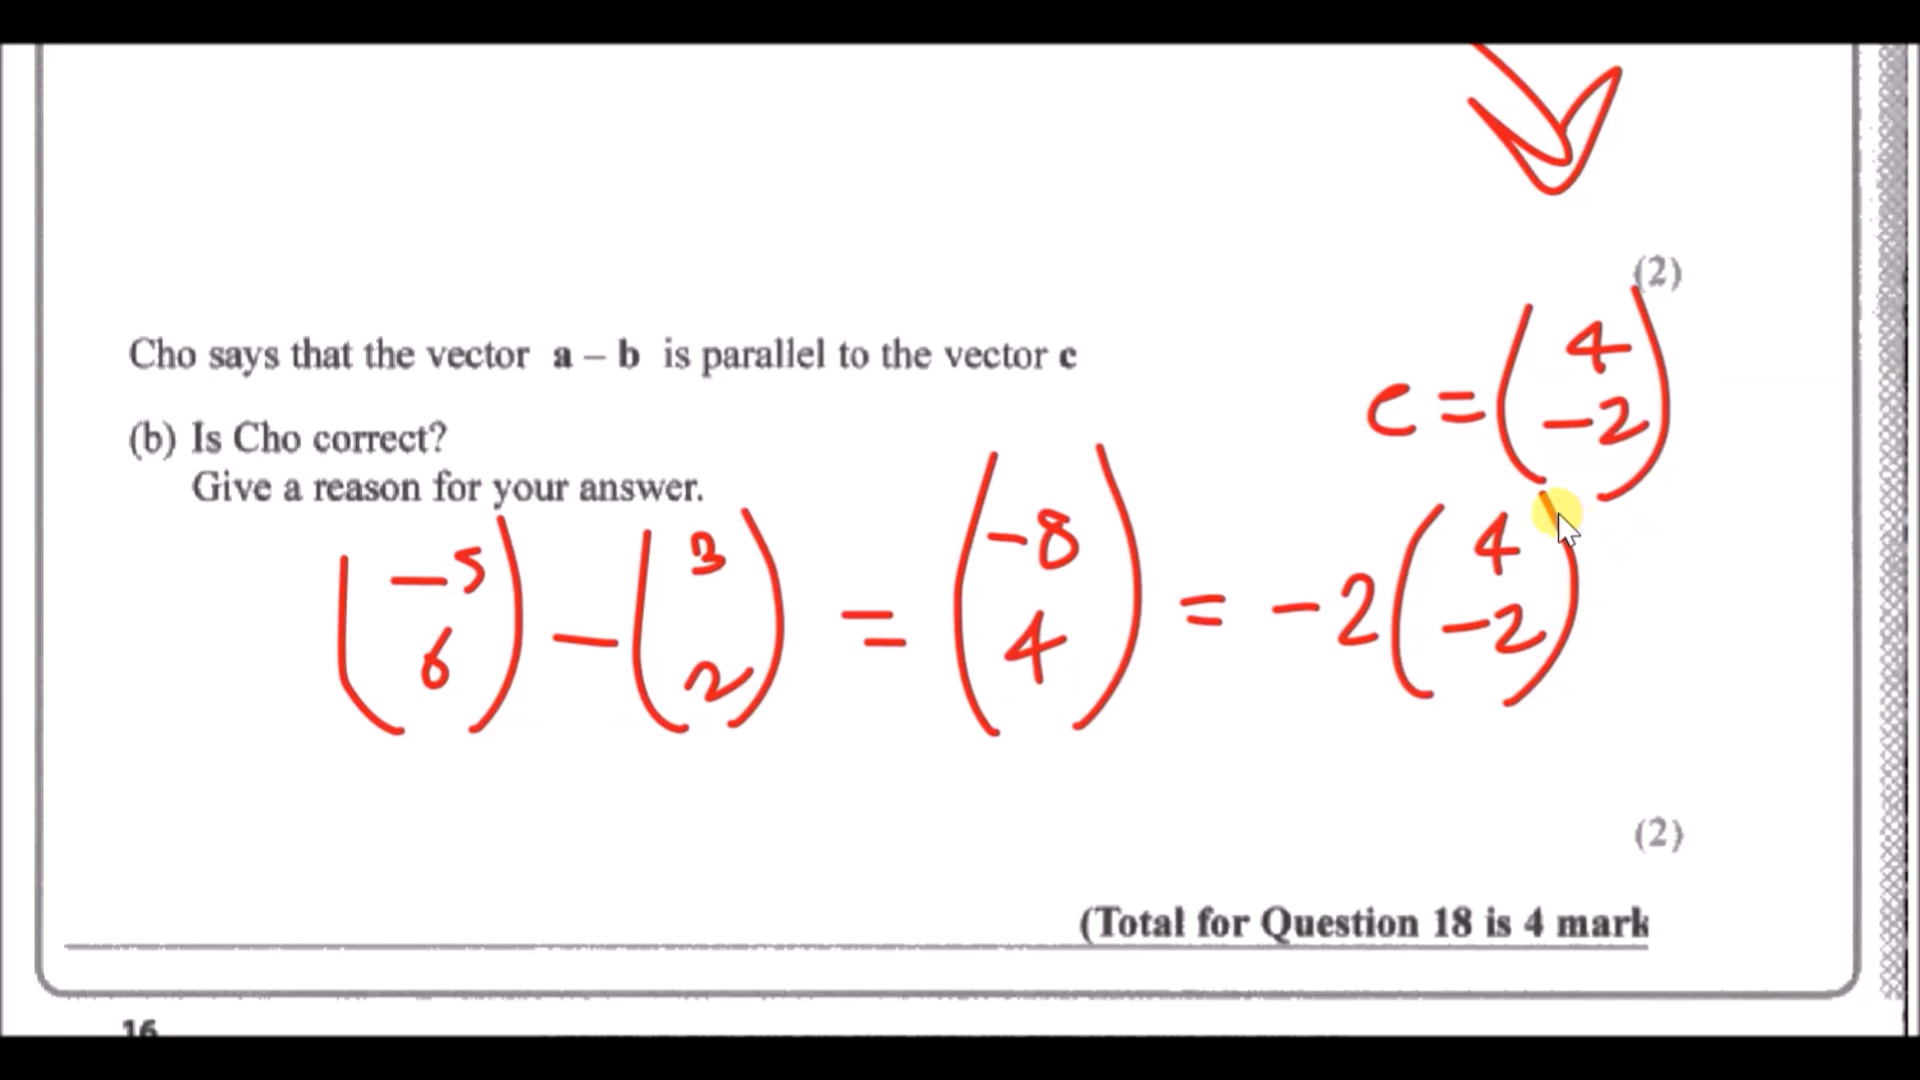 (2)
Cho says that the vector a – b is parallel to the vector c
c = (4 -2)
(b) Is Cho correct?
Give a reason for your answer.
(-5 6) - (3 2) = (-8 4) = -2(4 -2)
(2)
(Total for Question 18 is 4 mark
16